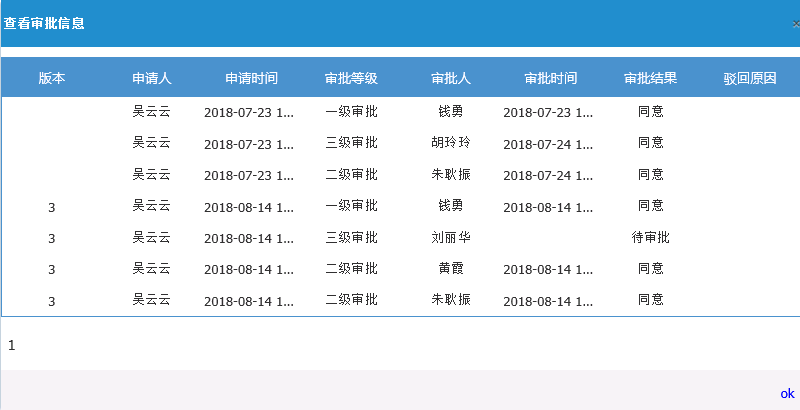 查看审批信息 ×
版本 申请人 申请时间 审批等级 审批人 审批时间 审批结果 驳回原因
吴云云 2018-07-23 1... 一级审批 钱勇 2018-07-23 1... 同意
吴云云 2018-07-23 1... 三级审批 胡玲玲 2018-07-24 1... 同意
吴云云 2018-07-23 1... 二级审批 朱耿振 2018-07-24 1... 同意
3 吴云云 2018-08-14 1... 一级审批 钱勇 2018-08-14 1... 同意
3 吴云云 2018-08-14 1... 三级审批 刘丽华 待审批
3 吴云云 2018-08-14 1... 二级审批 黄霞 2018-08-14 1... 同意
3 吴云云 2018-08-14 1... 二级审批 朱耿振 2018-08-14 1... 同意
1
ok